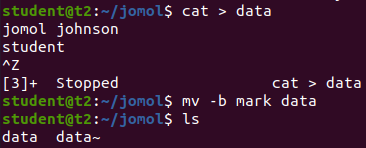 student@t2:~/jomol$ cat > data
jomol johnson
student
^Z
[3]+  Stopped                 cat > data
student@t2:~/jomol$ mv -b mark data
student@t2:~/jomol$ ls
data  data~